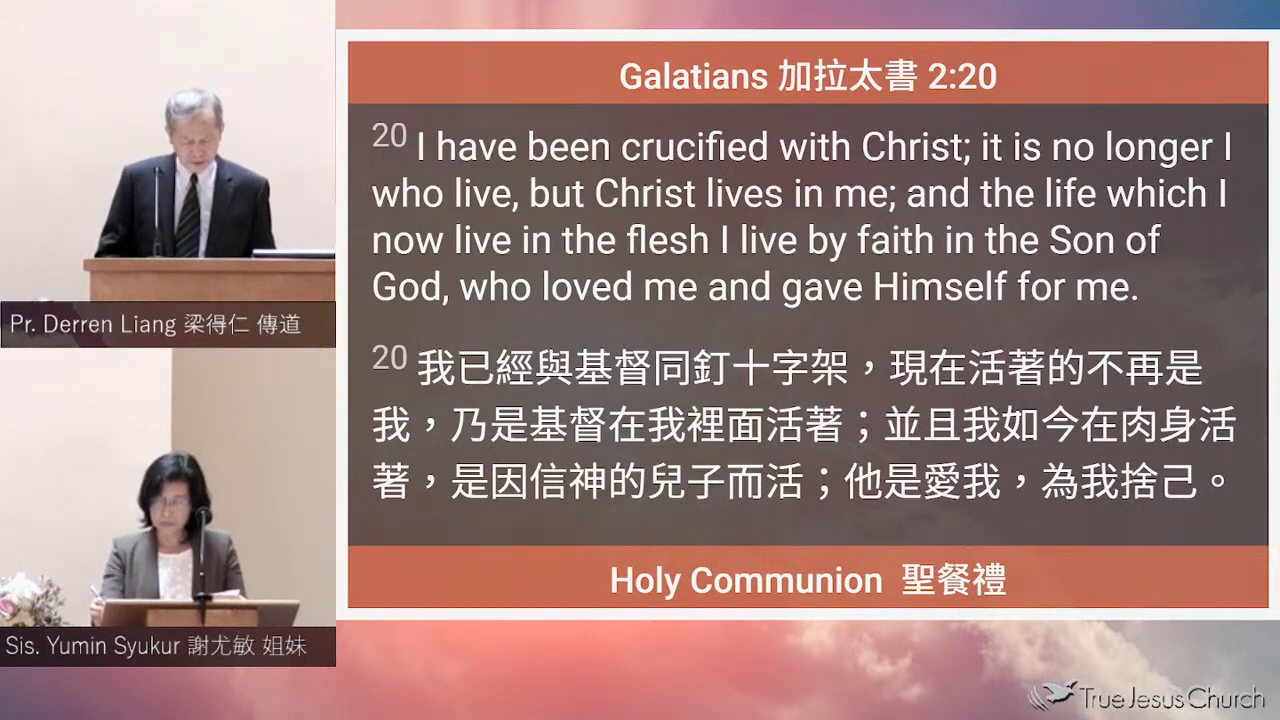 Galatians 加拉太書 2:20
20 I have been crucified with Christ; it is no longer I
who live, but Christ lives in me; and the life which I
now live in the flesh I live by faith in the Son of
God, who loved me and gave Himself for me.
20 我已經與基督同釘十字架，現在活著的不再是
我，乃是基督在我裡面活著；並且我如今在肉身活
著，是因信神的兒子而活；他是愛我，為我捨己。
Holy Communion 聖餐禮
Pr. Derren Liang 梁得仁 傳道
Sis. Yumin Syukur 謝尤敏 姐妹
True Jesus Church